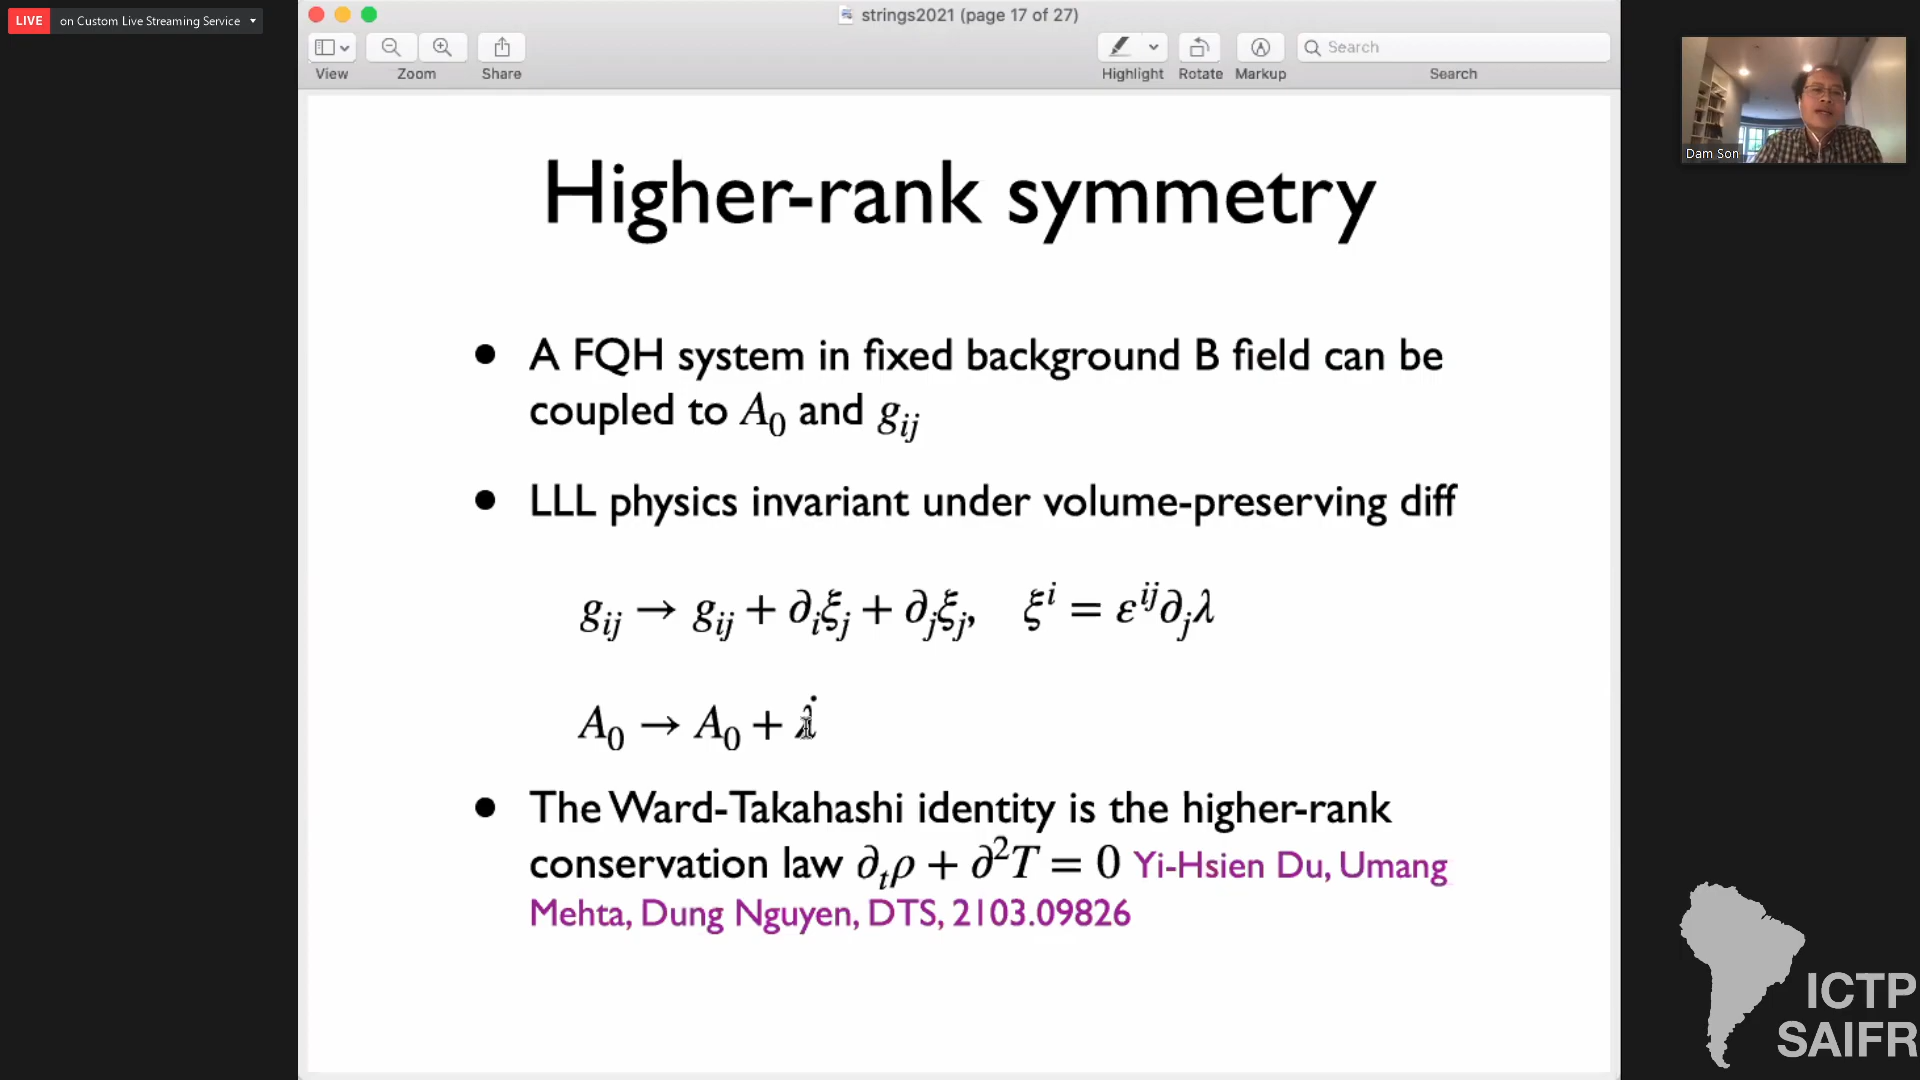 LIVE on Custom Live Streaming Service
strings2021 (page 17 of 27)
View Zoom Share Highlight Rotate Markup Search
Search
Dam Son
Higher-rank symmetry
• A FQH system in fixed background B field can be
coupled to A₀ and gᵢⱼ
• LLL physics invariant under volume-preserving diff
gᵢⱼ → gᵢⱼ + ∂ᵢξⱼ + ∂ⱼξⱼ, ξⁱ = εⁱʲ∂ⱼλ
A₀ → A₀ + λ̇
• The Ward-Takahashi identity is the higher-rank
conservation law ∂ₜρ + ∂²T = 0 Yi-Hsien Du, Umang
Mehta, Dung Nguyen, DTS, 2103.09826
ICTP
SAIFR